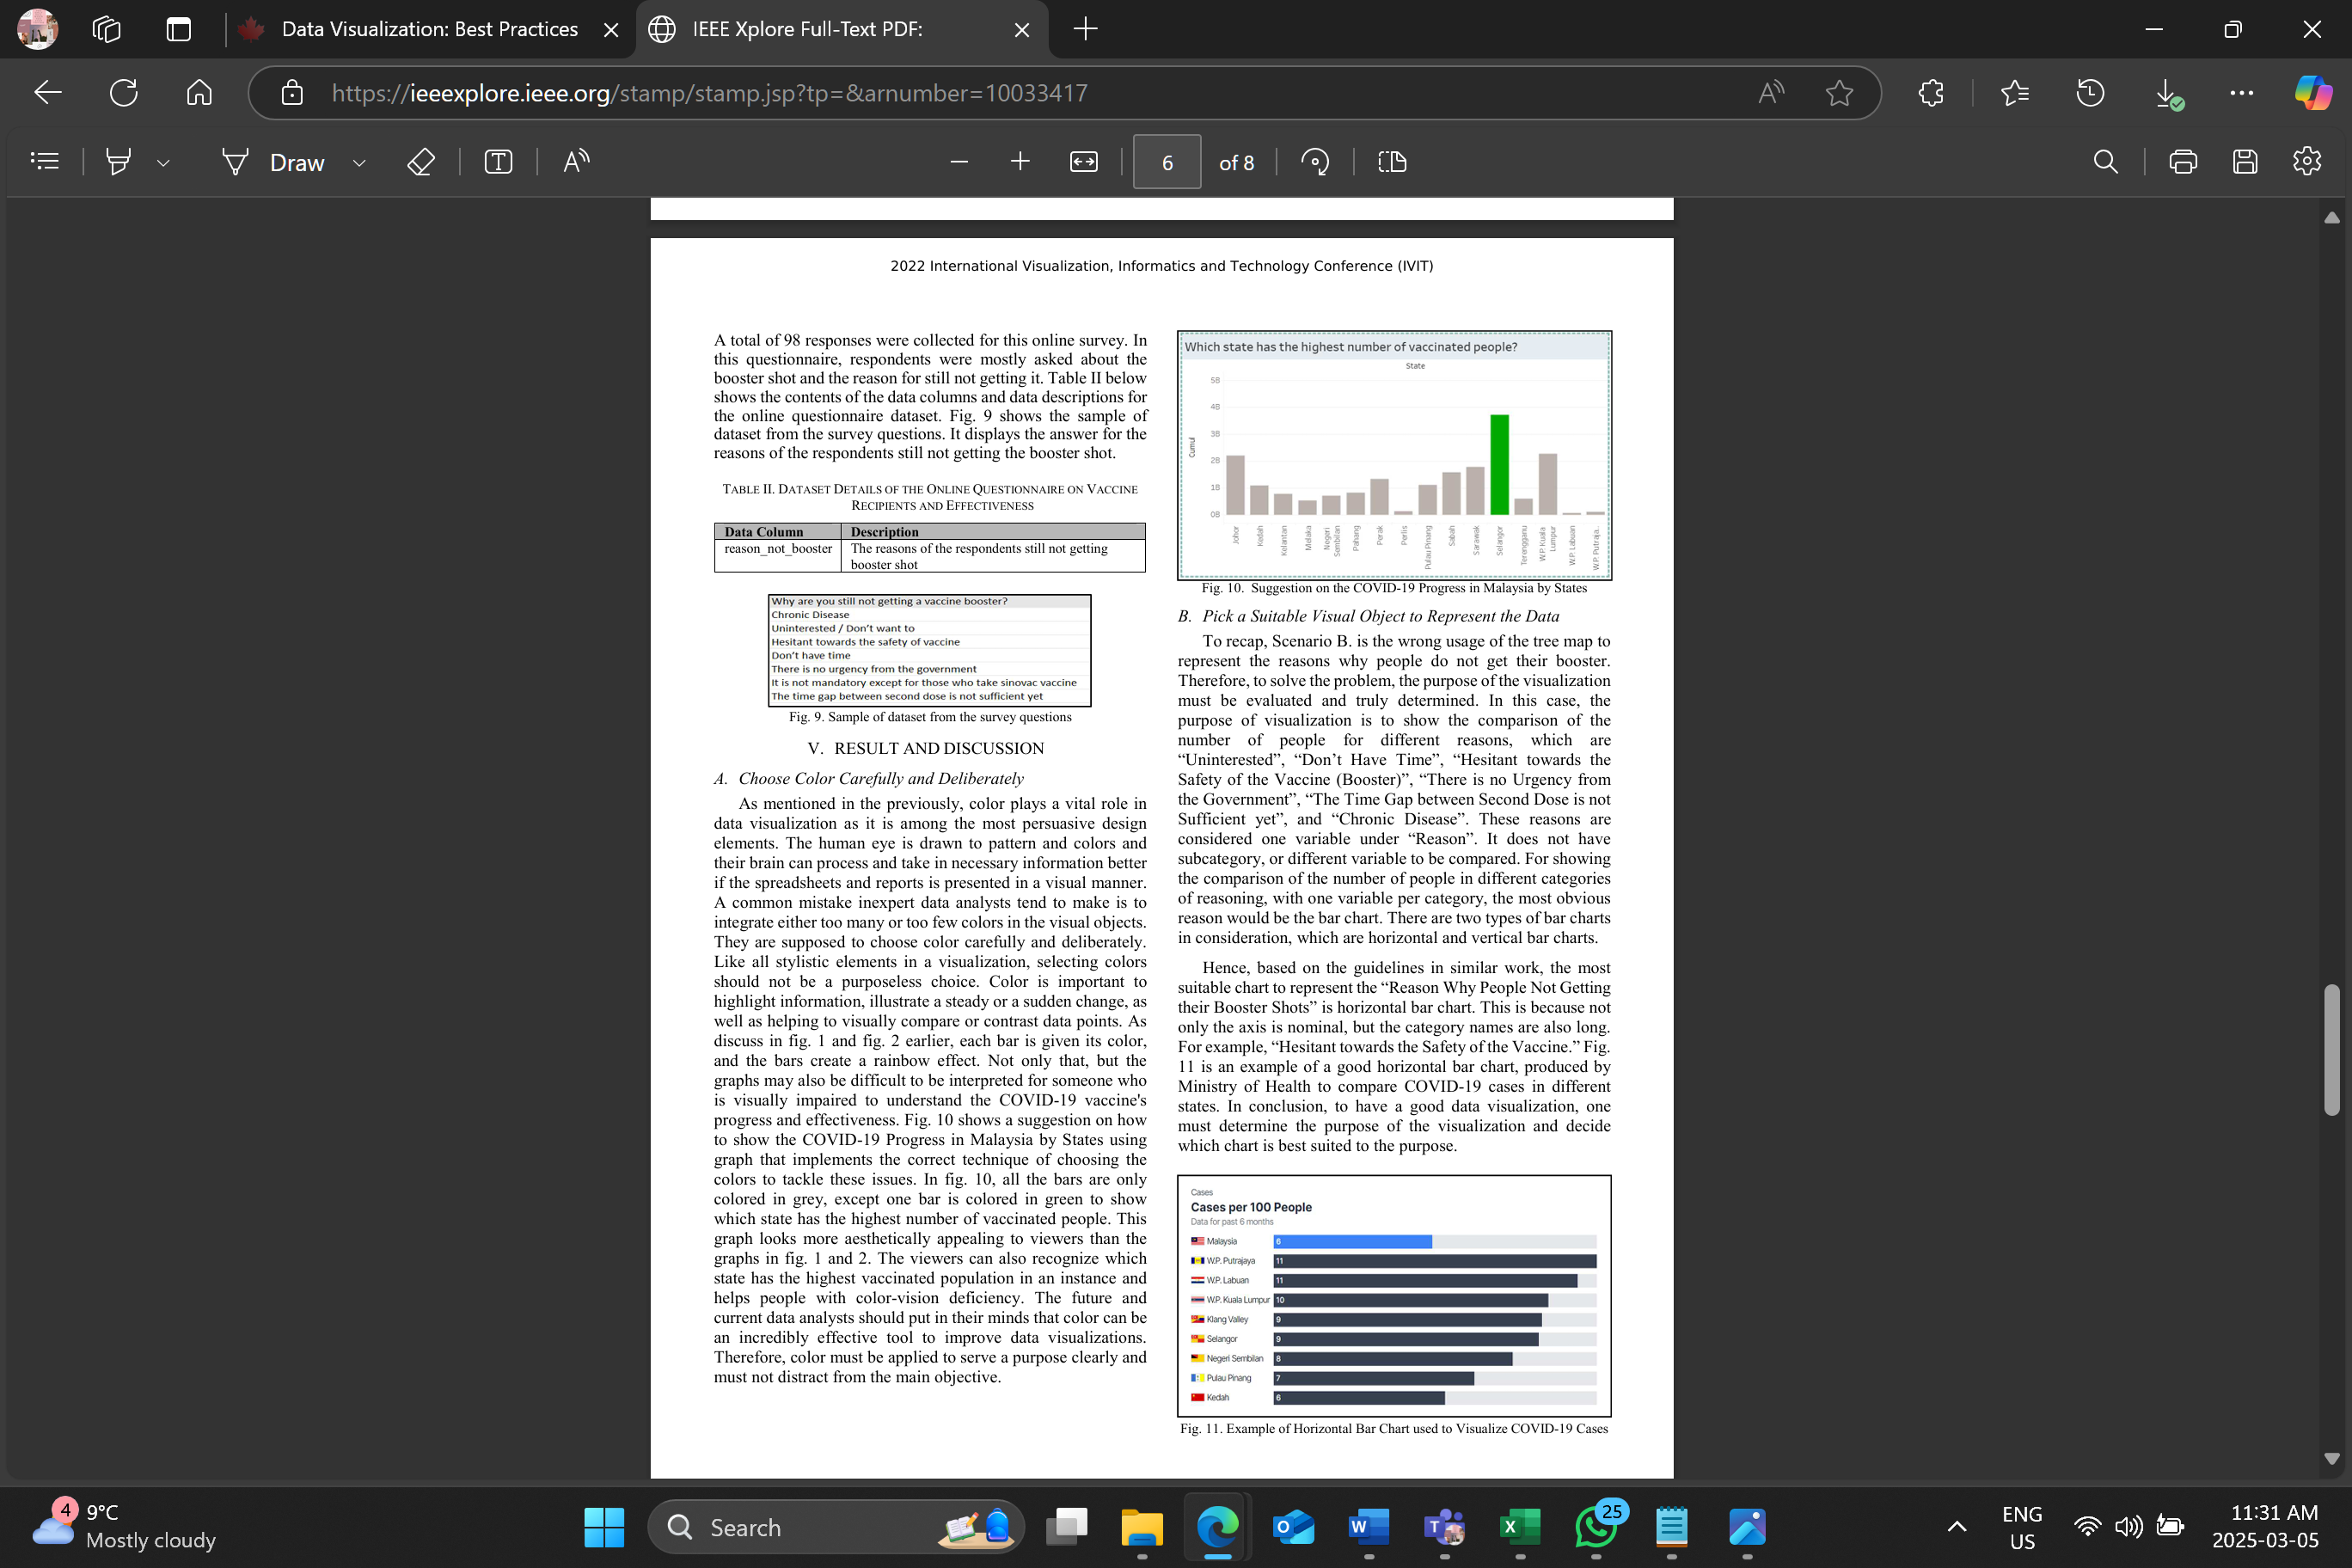 Data Visualization: Best Practices
IEEE Xplore Full-Text PDF:
https://ieeexplore.ieee.org/stamp/stamp.jsp?tp=&arnumber=10033417
Draw
6
of 8
2022 International Visualization, Informatics and Technology Conference (IVIT)
A total of 98 responses were collected for this online survey. In
this questionnaire, respondents were mostly asked about the
booster shot and the reason for still not getting it. Table II below
shows the contents of the data columns and data descriptions for
the online questionnaire dataset. Fig. 9 shows the sample of
dataset from the survey questions. It displays the answer for the
reasons of the respondents still not getting the booster shot.
TABLE II. DATASET DETAILS OF THE ONLINE QUESTIONNAIRE ON VACCINE
RECIPIENTS AND EFFECTIVENESS
Data Column Description
reason_not_booster The reasons of the respondents still not getting
booster shot
Why are you still not getting a vaccine booster?
Chronic Disease
Uninterested / Don't want to
Hesitant towards the safety of vaccine
Don't have time
There is no urgency from the government
It is not mandatory except for those who take sinovac vaccine
The time gap between second dose is not sufficient yet
Fig. 9. Sample of dataset from the survey questions
V. RESULT AND DISCUSSION
A. Choose Color Carefully and Deliberately
As mentioned in the previously, color plays a vital role in
data visualization as it is among the most persuasive design
elements. The human eye is drawn to pattern and colors and
their brain can process and take in necessary information better
if the spreadsheets and reports is presented in a visual manner.
A common mistake inexpert data analysts tend to make is to
integrate either too many or too few colors in the visual objects.
They are supposed to choose color carefully and deliberately.
Like all stylistic elements in a visualization, selecting colors
should not be a purposeless choice. Color is important to
highlight information, illustrate a steady or a sudden change, as
well as helping to visually compare or contrast data points. As
discuss in fig. 1 and fig. 2 earlier, each bar is given its color,
and the bars create a rainbow effect. Not only that, but the
graphs may also be difficult to be interpreted for someone who
is visually impaired to understand the COVID-19 vaccine's
progress and effectiveness. Fig. 10 shows a suggestion on how
to show the COVID-19 Progress in Malaysia by States using
graph that implements the correct technique of choosing the
colors to tackle these issues. In fig. 10, all the bars are only
colored in grey, except one bar is colored in green to show
which state has the highest number of vaccinated people. This
graph looks more aesthetically appealing to viewers than the
graphs in fig. 1 and 2. The viewers can also recognize which
state has the highest vaccinated population in an instance and
helps people with color-vision deficiency. The future and
current data analysts should put in their minds that color can be
an incredibly effective tool to improve data visualizations.
Therefore, color must be applied to serve a purpose clearly and
must not distract from the main objective.
Which state has the highest number of vaccinated people?
State
5B
4B
3B
2B
1B
0B
Cumul
Johor
Kedah
Kelantan
Melaka
Negeri
Sembilan
Pahang
Perak
Perlis
Pulau Pinang
Sabah
Sarawak
Selangor
Terengganu
W.P. Kuala
Lumpur
W.P. Labuan
W.P. Putraja..
Fig. 10. Suggestion on the COVID-19 Progress in Malaysia by States
B. Pick a Suitable Visual Object to Represent the Data
To recap, Scenario B. is the wrong usage of the tree map to
represent the reasons why people do not get their booster.
Therefore, to solve the problem, the purpose of the visualization
must be evaluated and truly determined. In this case, the
purpose of visualization is to show the comparison of the
number of people for different reasons, which are
“Uninterested”, “Don’t Have Time”, “Hesitant towards the
Safety of the Vaccine (Booster)”, “There is no Urgency from
the Government”, “The Time Gap between Second Dose is not
Sufficient yet”, and “Chronic Disease”. These reasons are
considered one variable under “Reason”. It does not have
subcategory, or different variable to be compared. For showing
the comparison of the number of people in different categories
of reasoning, with one variable per category, the most obvious
reason would be the bar chart. There are two types of bar charts
in consideration, which are horizontal and vertical bar charts.
Hence, based on the guidelines in similar work, the most
suitable chart to represent the “Reason Why People Not Getting
their Booster Shots” is horizontal bar chart. This is because not
only the axis is nominal, but the category names are also long.
For example, “Hesitant towards the Safety of the Vaccine.” Fig.
11 is an example of a good horizontal bar chart, produced by
Ministry of Health to compare COVID-19 cases in different
states. In conclusion, to have a good data visualization, one
must determine the purpose of the visualization and decide
which chart is best suited to the purpose.
Cases
Cases per 100 People
Data for past 6 months
Malaysia 6
W.P. Putrajaya 11
W.P. Labuan 11
W.P. Kuala Lumpur 10
Klang Valley 9
Selangor 9
Negeri Sembilan 8
Pulau Pinang 7
Kedah 6
Fig. 11. Example of Horizontal Bar Chart used to Visualize COVID-19 Cases
4
9°C
Mostly cloudy
Search
25
ENG
US
11:31 AM
2025-03-05